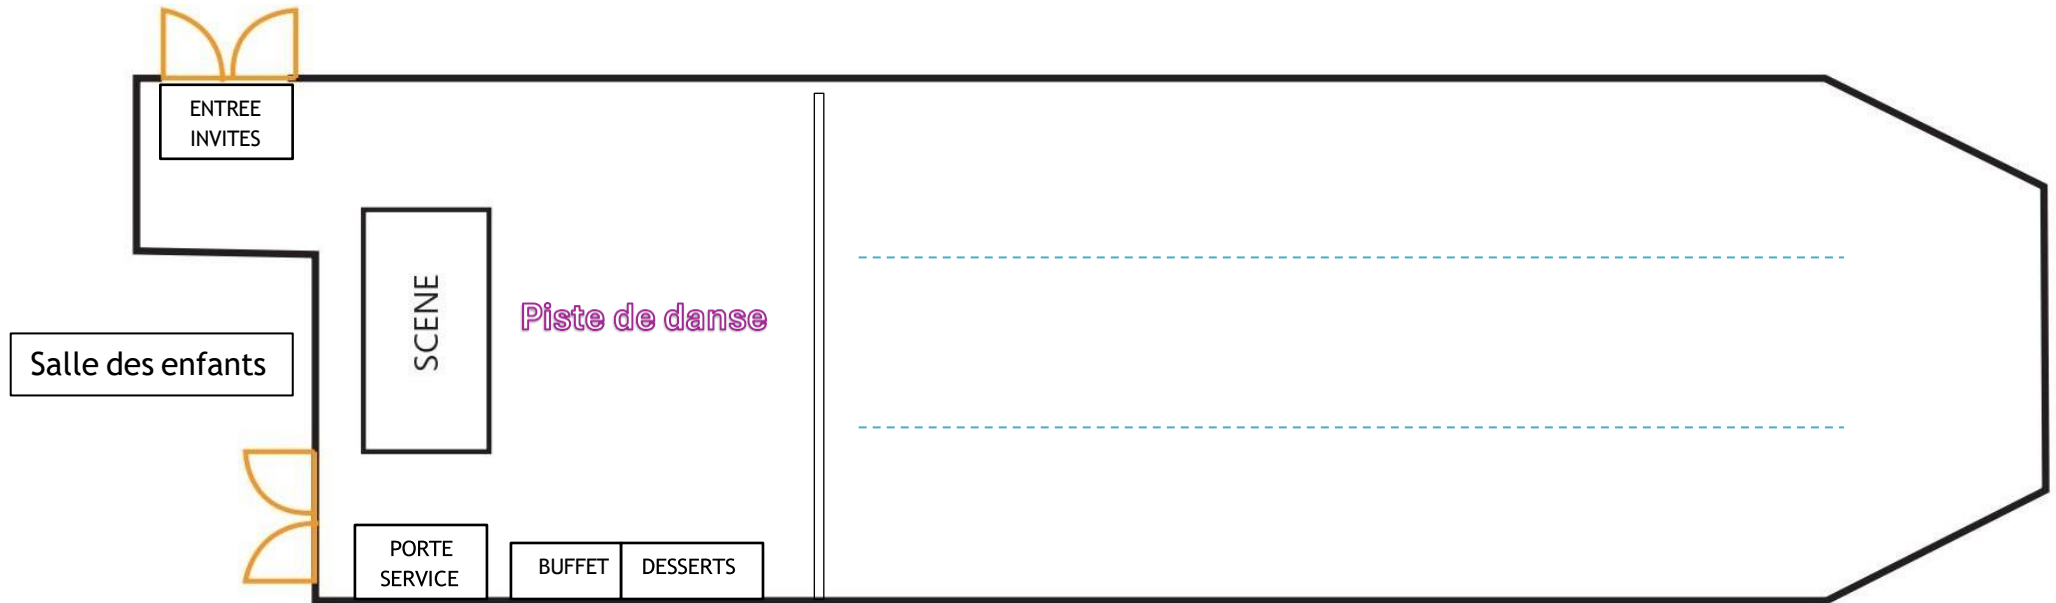 ENTREE
INVITES
SCENE
Piste de danse
Salle des enfants
PORTE
SERVICE
BUFFET
DESSERTS